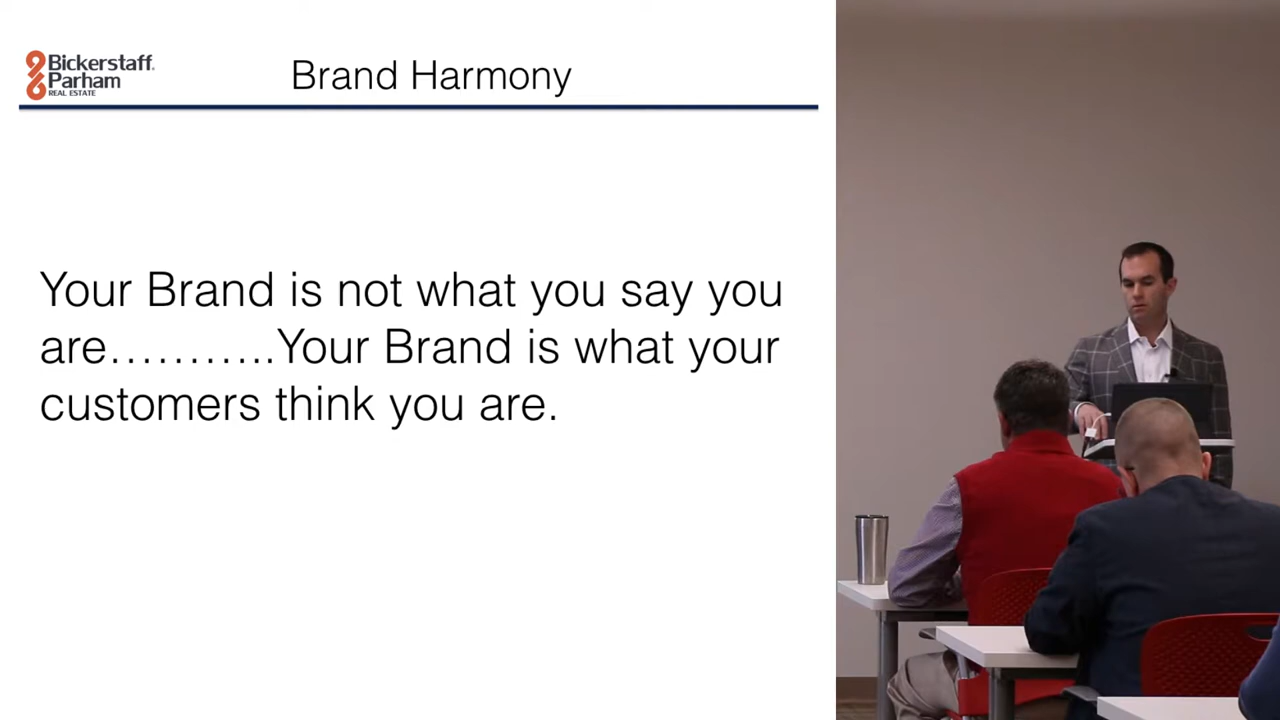 Bickerstaff
Parham
REAL ESTATE
Brand Harmony
Your Brand is not what you say you
are………..Your Brand is what your
customers think you are.